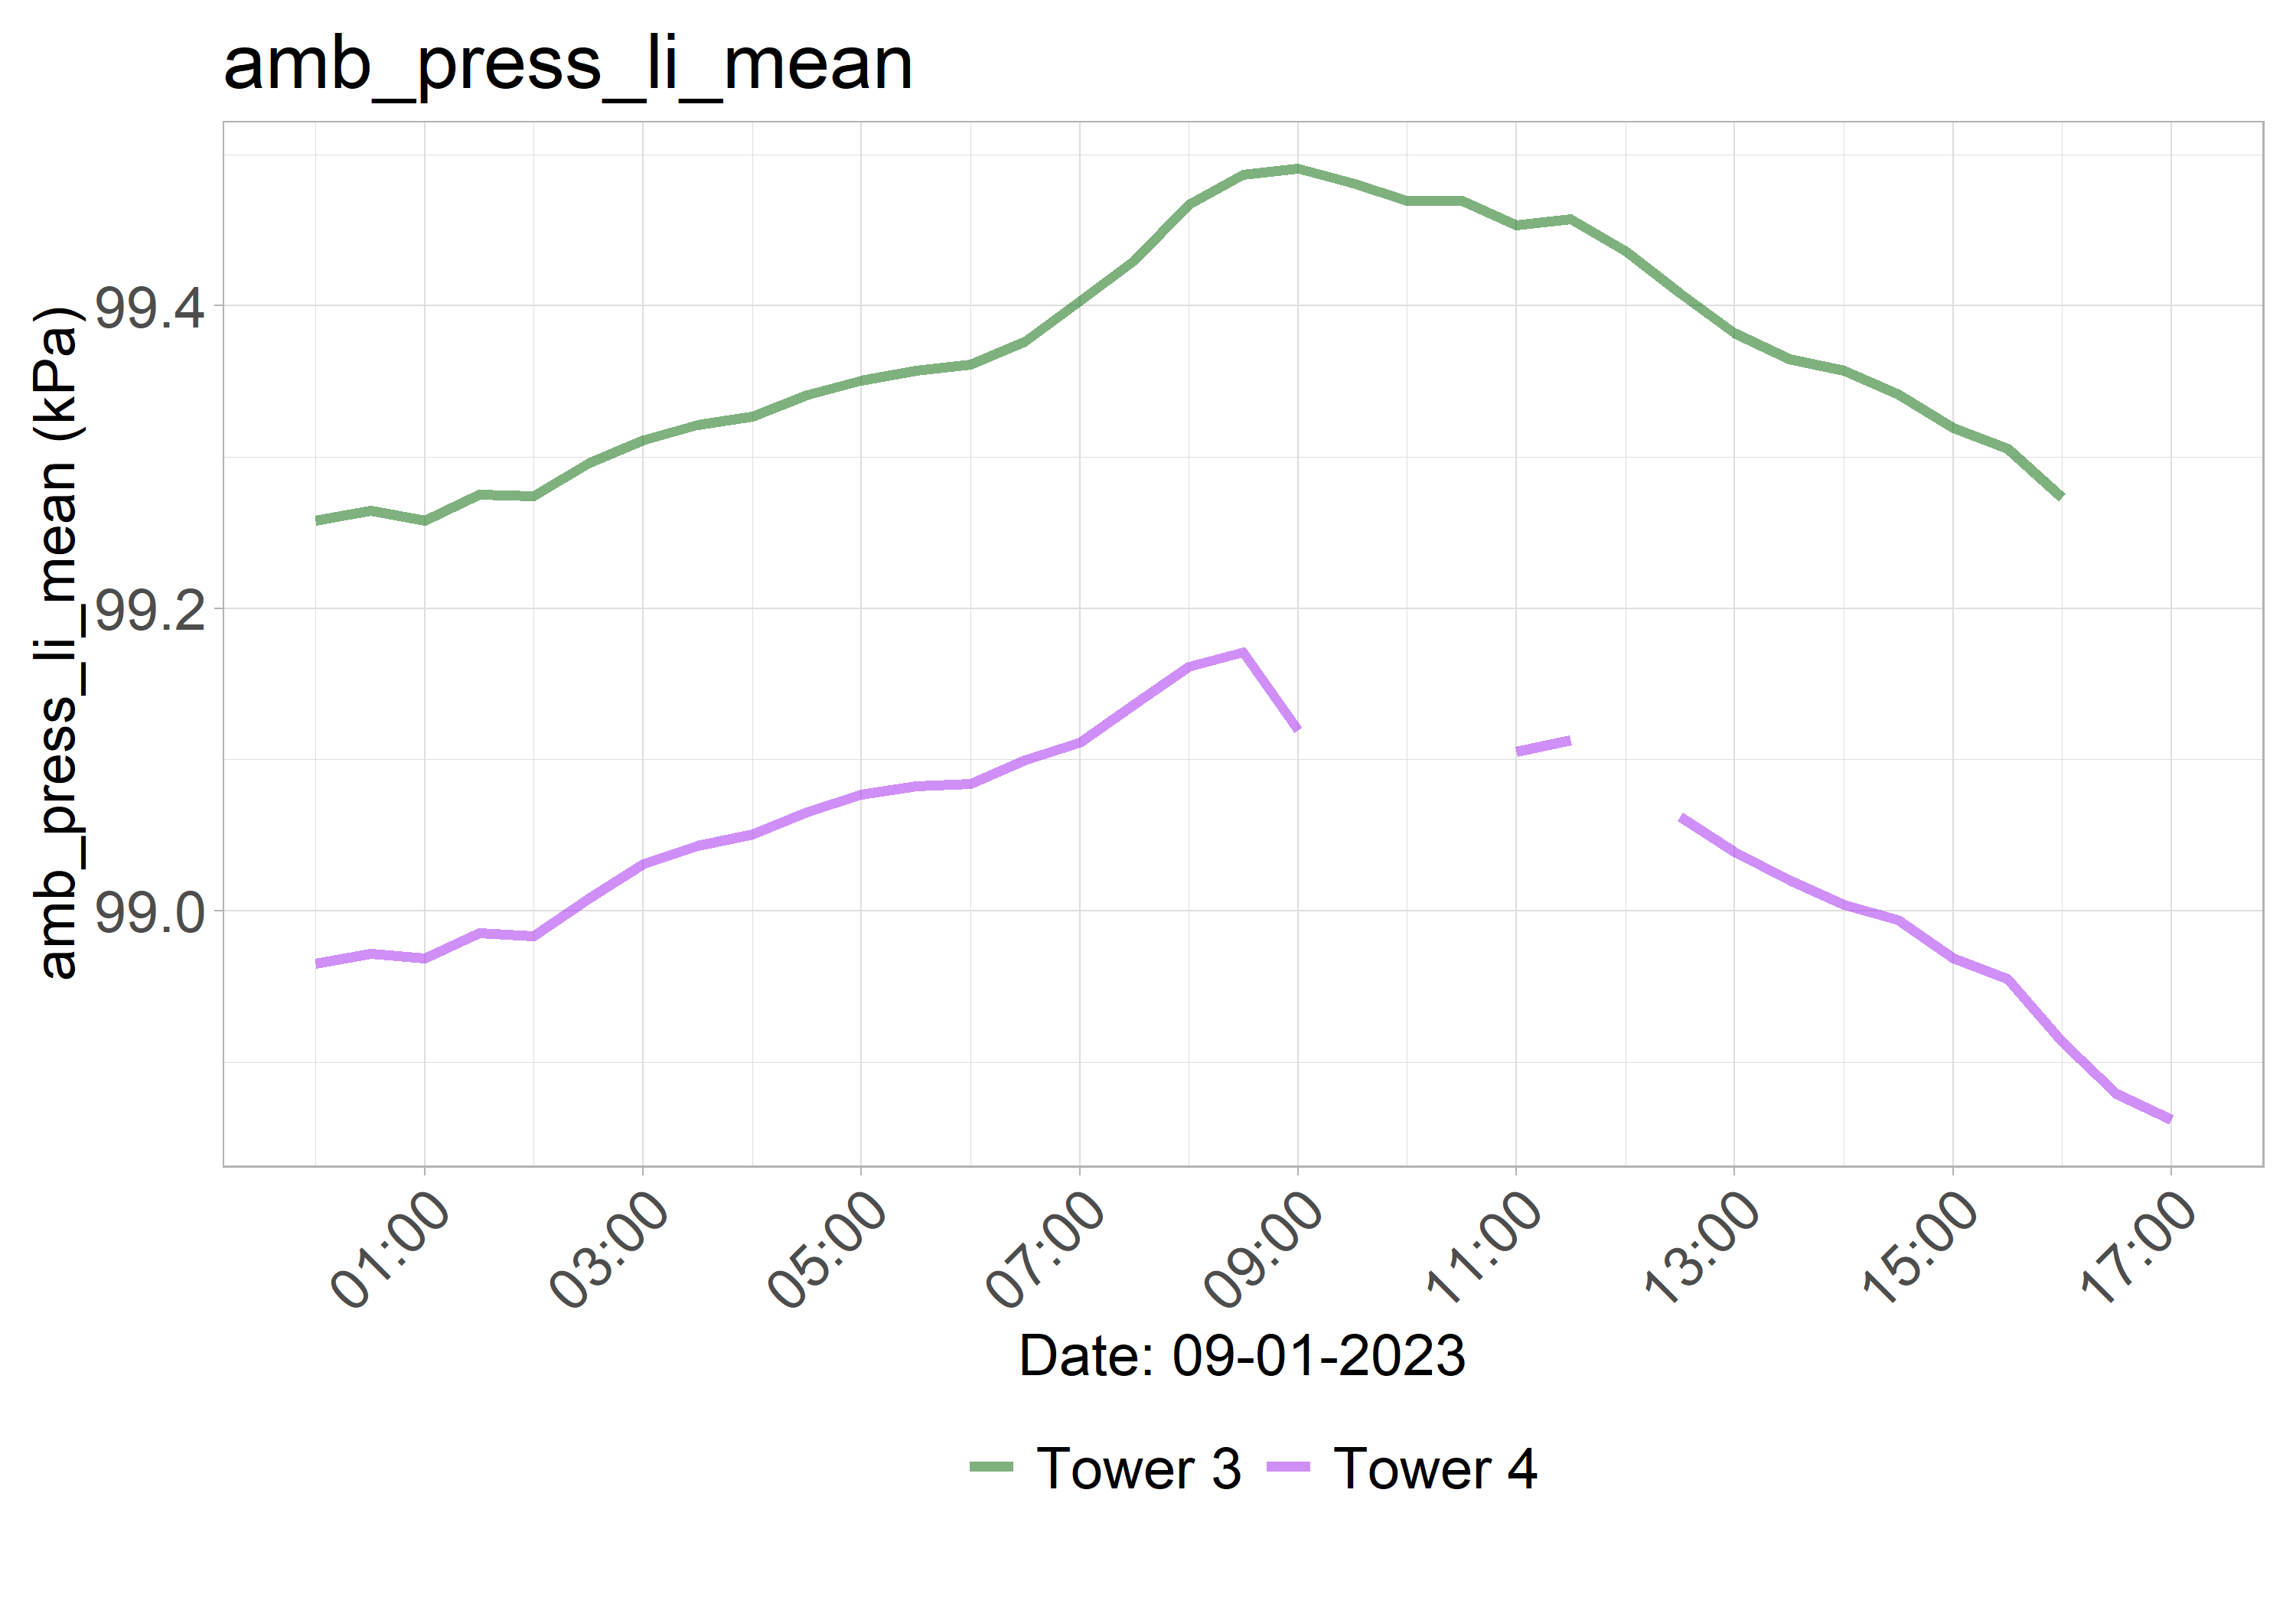 amb_press_li_mean
amb_press_li_mean (kPa)
99.4
99.2
99.0
01:00 03:00 05:00 07:00 09:00 11:00 13:00 15:00 17:00
Date: 09-01-2023
Tower 3 Tower 4